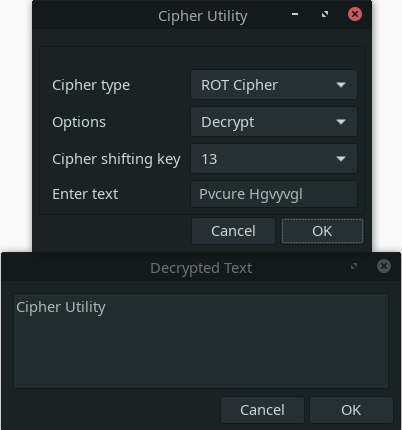 Cipher Utility
Cipher type ROT Cipher
Options Decrypt
Cipher shifting key 13
Enter text Pvcure Hgvyvgl
Cancel OK
Decrypted Text
Cipher Utility
Cancel OK